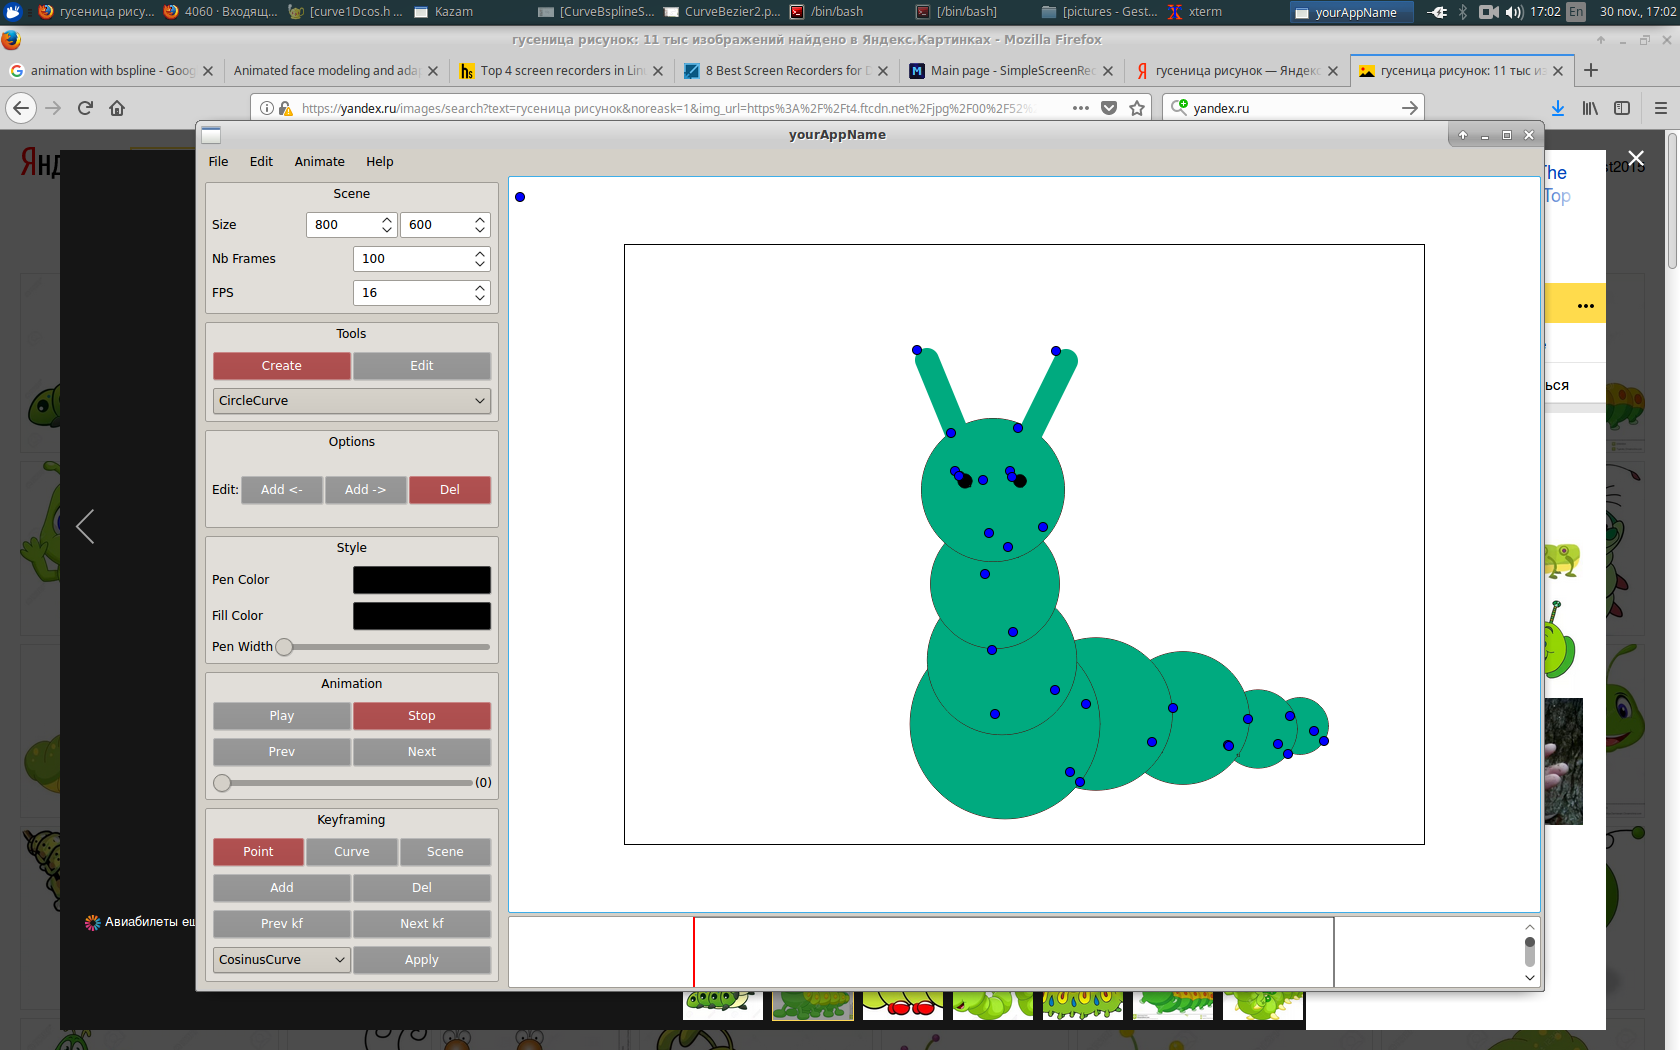 гусеница рису...
4060 · Входящ...
[curve1Dcos.h ...
Kazam
[CurveBsplineS...
CurveBezier2.p...
/bin/bash
[/bin/bash]
[pictures - Gest...
xterm
yourAppName
17:02
En
30 nov., 17:02
гусеница рисунок: 11 тыс изображений найдено в Яндекс.Картинках - Mozilla Firefox
animation with bspline - Goog
Animated face modeling and ada
Top 4 screen recorders in Lin
8 Best Screen Recorders for D
Main page - SimpleScreenRec
гусеница рисунок — Яндекс
гусеница рисунок: 11 тыс из
https://yandex.ru/images/search?text=гусеница рисунок&noreask=1&img_url=https%3A%2F%2Ft4.ftcdn.net%2Fjpg%2F00%2F52%
yandex.ru
yourAppName
File Edit Animate Help
Scene
Size 800 600
Nb Frames 100
FPS 16
Tools
Create Edit
CircleCurve
Options
Edit: Add <- Add -> Del
Style
Pen Color
Fill Color
Pen Width
Animation
Play Stop
Prev Next
(0)
Keyframing
Point Curve Scene
Add Del
Prev kf Next kf
CosinusCurve Apply
Янд
st2015
The
Top
ься
Авиабилеты ещ